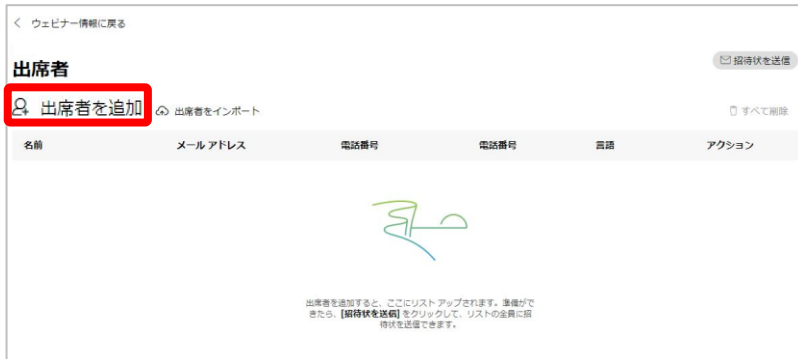 ウェビナー情報に戻る
出席者
招待状を送信
出席者を追加 出席者をインポート すべて削除
名前 メール アドレス 電話番号 電話番号 言語 アクション
出席者を追加すると、ここにリスト アップされます。準備がで
きたら、[招待状を送信] をクリックして、リストの全員に招
待状を送信できます。